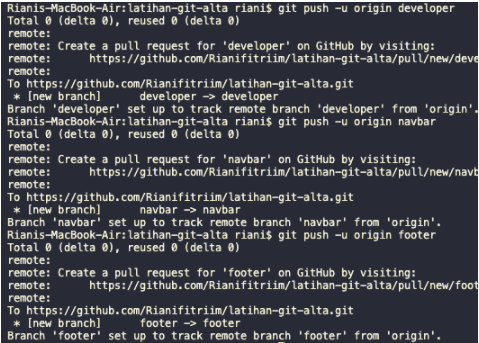 Rianis-MacBook-Air:latihan-git-alta riani$ git push -u origin developer
Total 0 (delta 0), reused 0 (delta 0)
remote:
remote: Create a pull request for 'developer' on GitHub by visiting:
remote:      https://github.com/Rianifitriim/latihan-git-alta/pull/new/deve
remote:
To https://github.com/Rianifitriim/latihan-git-alta.git
 * [new branch]      developer -> developer
Branch 'developer' set up to track remote branch 'developer' from 'origin'.
Rianis-MacBook-Air:latihan-git-alta riani$ git push -u origin navbar
Total 0 (delta 0), reused 0 (delta 0)
remote:
remote: Create a pull request for 'navbar' on GitHub by visiting:
remote:      https://github.com/Rianifitriim/latihan-git-alta/pull/new/navb
remote:
To https://github.com/Rianifitriim/latihan-git-alta.git
 * [new branch]      navbar -> navbar
Branch 'navbar' set up to track remote branch 'navbar' from 'origin'.
Rianis-MacBook-Air:latihan-git-alta riani$ git push -u origin footer
Total 0 (delta 0), reused 0 (delta 0)
remote:
remote: Create a pull request for 'footer' on GitHub by visiting:
remote:      https://github.com/Rianifitriim/latihan-git-alta/pull/new/foot
remote:
To https://github.com/Rianifitriim/latihan-git-alta.git
 * [new branch]      footer -> footer
Branch 'footer' set up to track remote branch 'footer' from 'origin'.